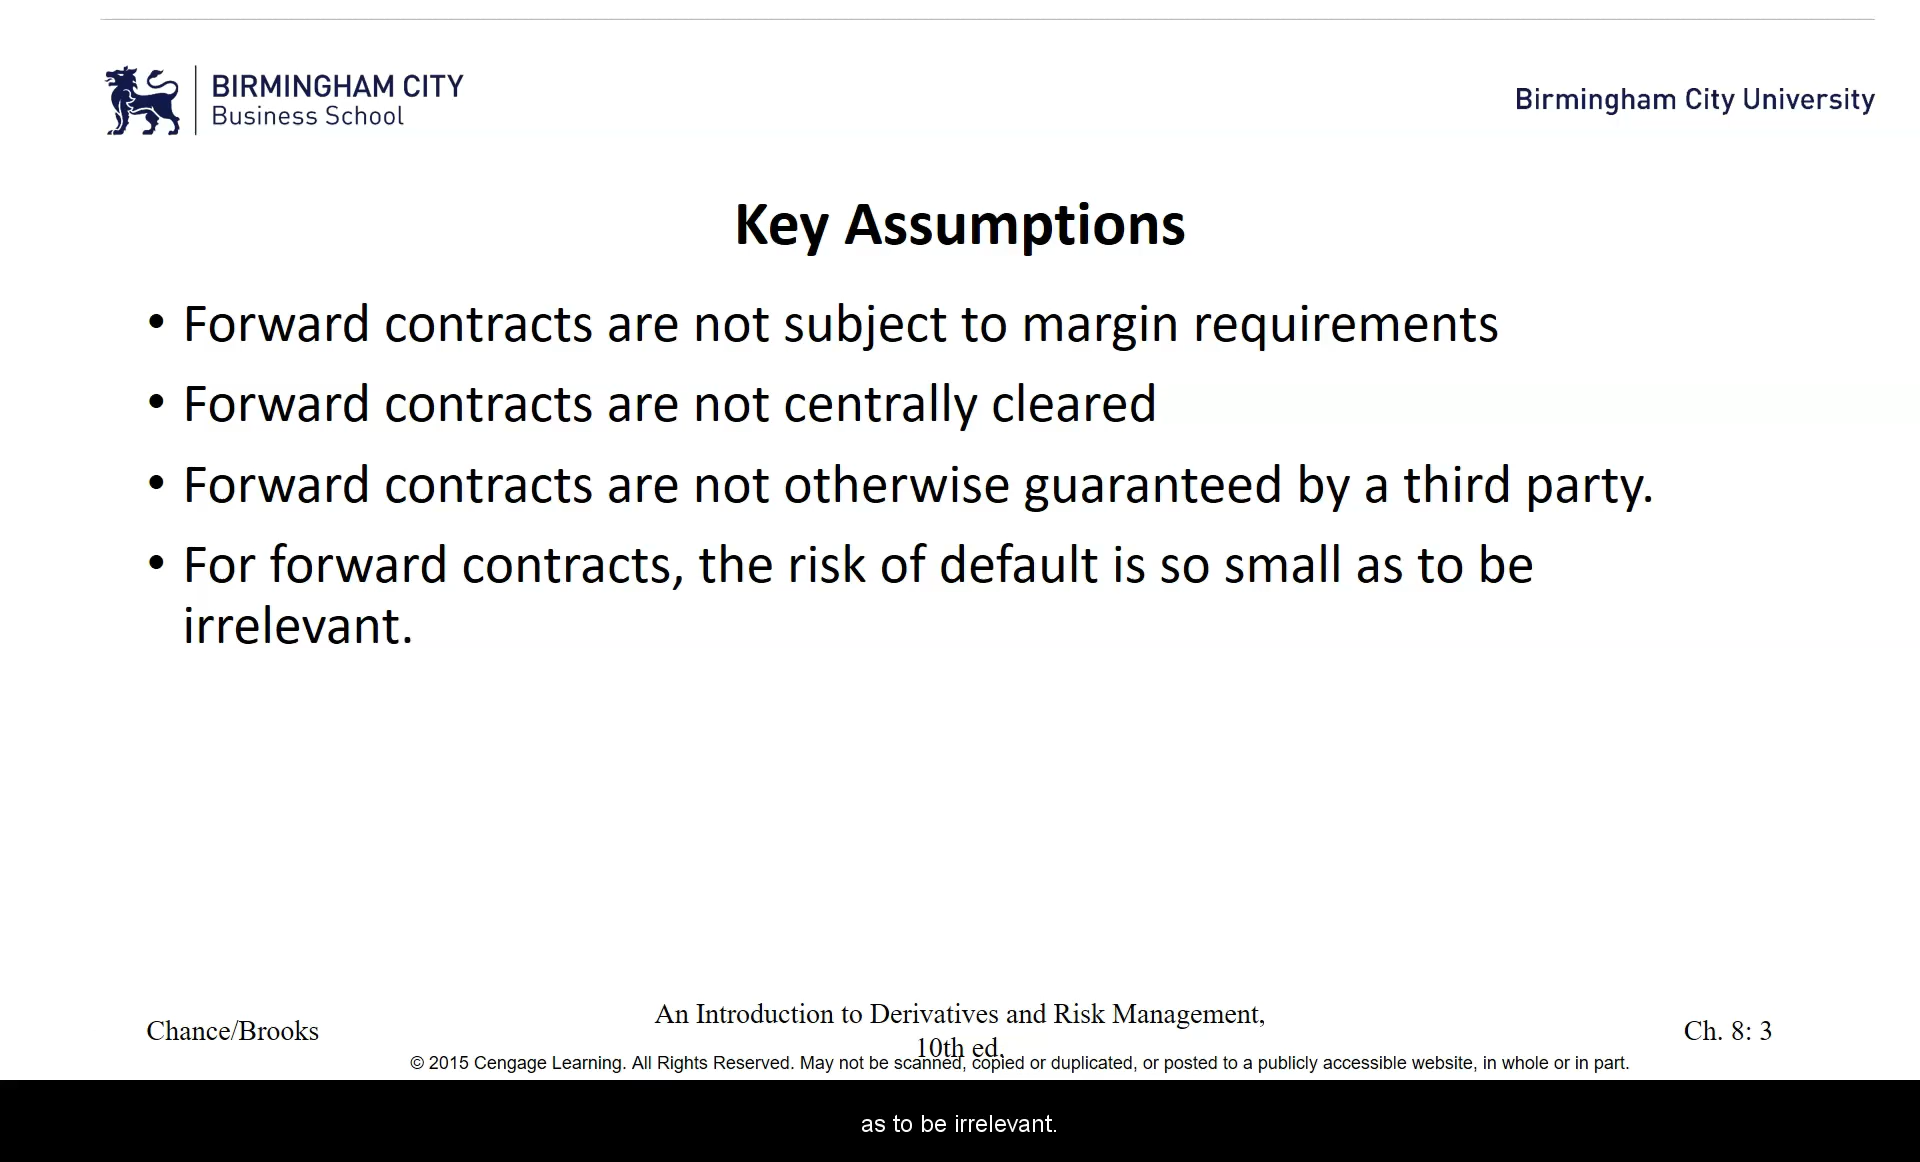 BIRMINGHAM CITY
Business School
Birmingham City University
Key Assumptions
• Forward contracts are not subject to margin requirements
• Forward contracts are not centrally cleared
• Forward contracts are not otherwise guaranteed by a third party.
• For forward contracts, the risk of default is so small as to be
irrelevant.
Chance/Brooks
An Introduction to Derivatives and Risk Management,
10th ed.
Ch. 8: 3
© 2015 Cengage Learning. All Rights Reserved. May not be scanned, copied or duplicated, or posted to a publicly accessible website, in whole or in part.
as to be irrelevant.